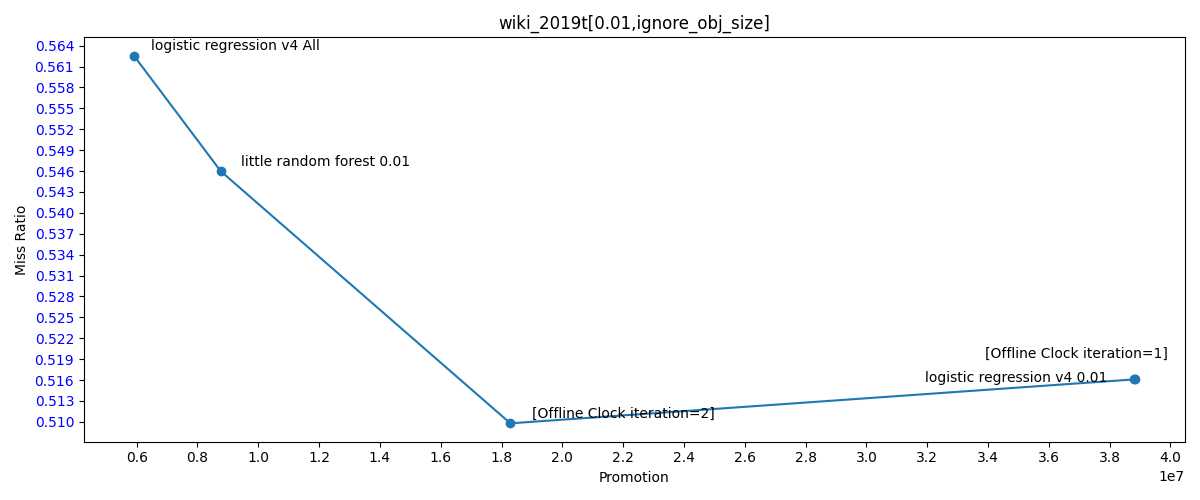 wiki_2019t[0.01,ignore_obj_size]
Miss Ratio
0.564
0.561
0.558
0.555
0.552
0.549
0.546
0.543
0.540
0.537
0.534
0.531
0.528
0.525
0.522
0.519
0.516
0.513
0.510
logistic regression v4 All
little random forest 0.01
[Offline Clock iteration=1]
logistic regression v4 0.01
[Offline Clock iteration=2]
0.6 0.8 1.0 1.2 1.4 1.6 1.8 2.0 2.2 2.4 2.6 2.8 3.0 3.2 3.4 3.6 3.8 4.0
1e7
Promotion